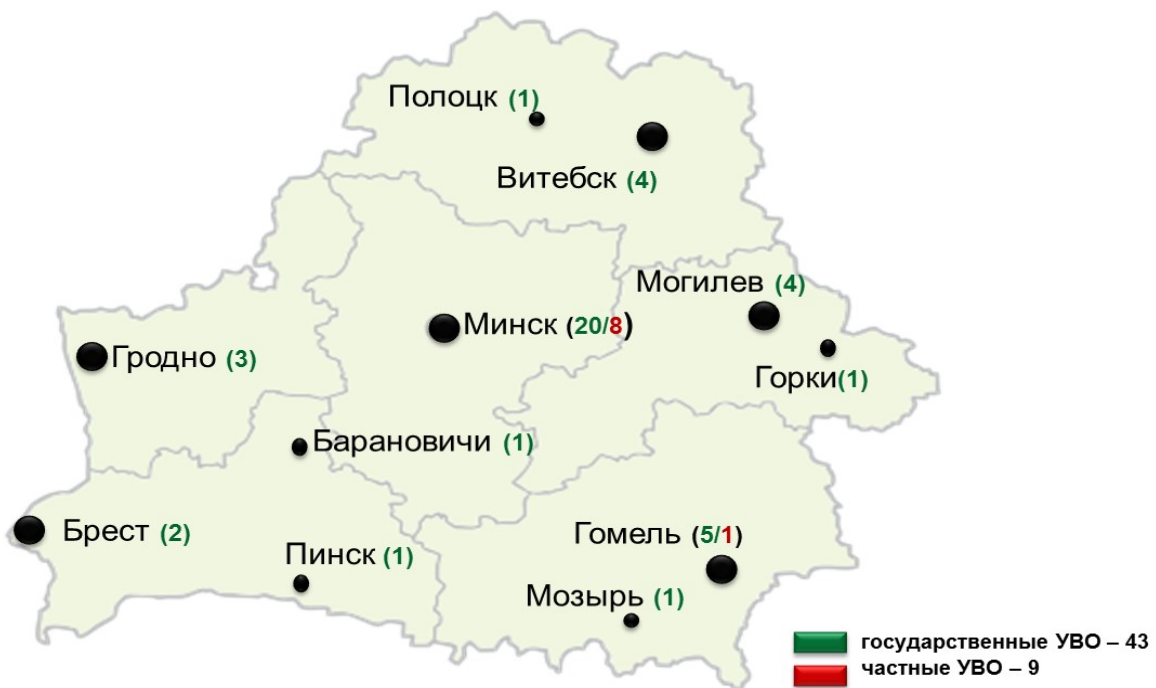 Полоцк (1)
Витебск (4)
Могилев (4)
Минск (20/8)
Гродно (3)
Горки(1)
Барановичи (1)
Брест (2)
Гомель (5/1)
Пинск (1)
Мозырь (1)
государственные УВО – 43
частные УВО – 9